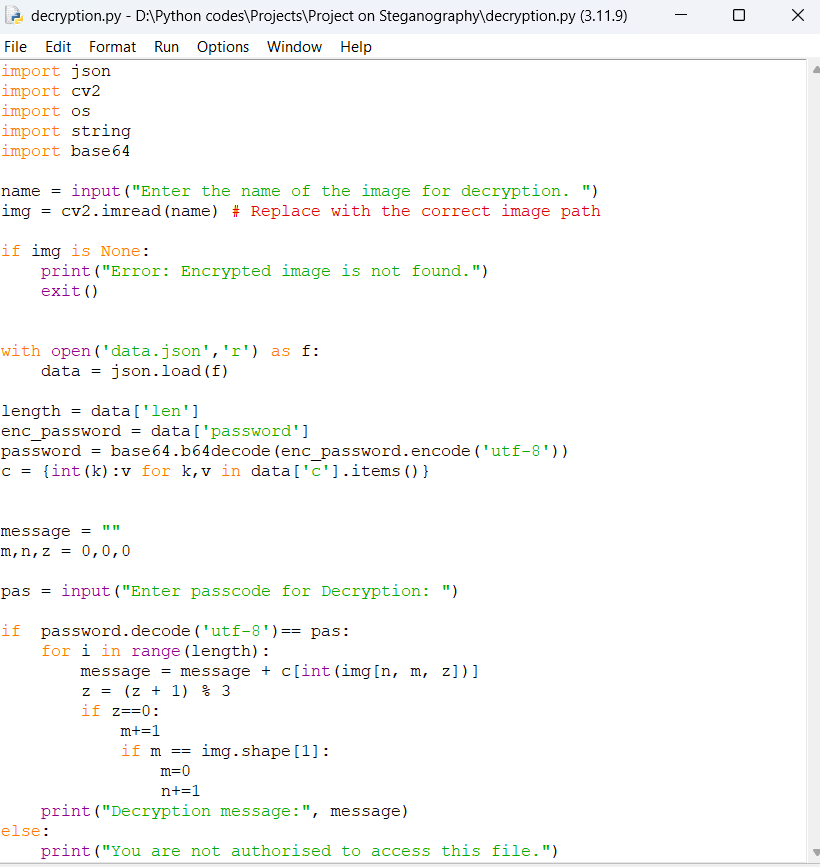 decryption.py - D:\Python codes\Projects\Project on Steganography\decryption.py (3.11.9)
File Edit Format Run Options Window Help
import json
import cv2
import os
import string
import base64

name = input("Enter the name of the image for decryption. ")
img = cv2.imread(name) # Replace with the correct image path

if img is None:
    print("Error: Encrypted image is not found.")
    exit()


with open('data.json','r') as f:
    data = json.load(f)

length = data['len']
enc_password = data['password']
password = base64.b64decode(enc_password.encode('utf-8'))
c = {int(k):v for k,v in data['c'].items()}


message = ""
m,n,z = 0,0,0

pas = input("Enter passcode for Decryption: ")

if  password.decode('utf-8')== pas:
    for i in range(length):
        message = message + c[int(img[n, m, z])]
        z = (z + 1) % 3
        if z==0:
            m+=1
            if m == img.shape[1]:
                m=0
                n+=1
    print("Decryption message:", message)
else:
    print("You are not authorised to access this file.")